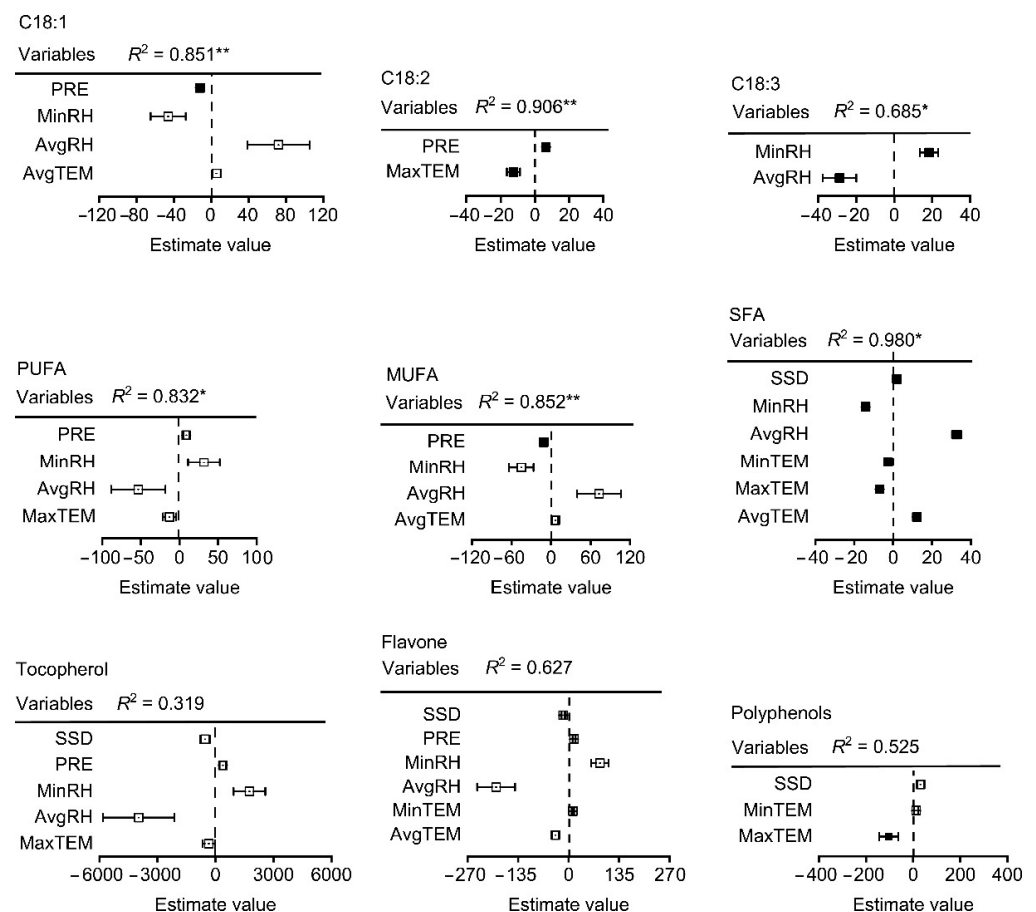 C18:1
Variables R² = 0.851**
PRE
MinRH
AvgRH
AvgTEM
−120 −80 −40 0 40 80 120
Estimate value
C18:2
Variables R² = 0.906**
PRE
MaxTEM
−40 −20 0 20 40
Estimate value
C18:3
Variables R² = 0.685*
MinRH
AvgRH
−40 −20 0 20 40
Estimate value
PUFA
Variables R² = 0.832*
PRE
MinRH
AvgRH
MaxTEM
−100 −50 0 50 100
Estimate value
MUFA
Variables R² = 0.852**
PRE
MinRH
AvgRH
AvgTEM
−120 −60 0 60 120
Estimate value
SFA
Variables R² = 0.980*
SSD
MinRH
AvgRH
MinTEM
MaxTEM
AvgTEM
−40 −20 0 20 40
Estimate value
Tocopherol
Variables R² = 0.319
SSD
PRE
MinRH
AvgRH
MaxTEM
−6000 −3000 0 3000 6000
Estimate value
Flavone
Variables R² = 0.627
SSD
PRE
MinRH
AvgRH
MinTEM
AvgTEM
−270 −135 0 135 270
Estimate value
Polyphenols
Variables R² = 0.525
SSD
MinTEM
MaxTEM
−400 −200 0 200 400
Estimate value